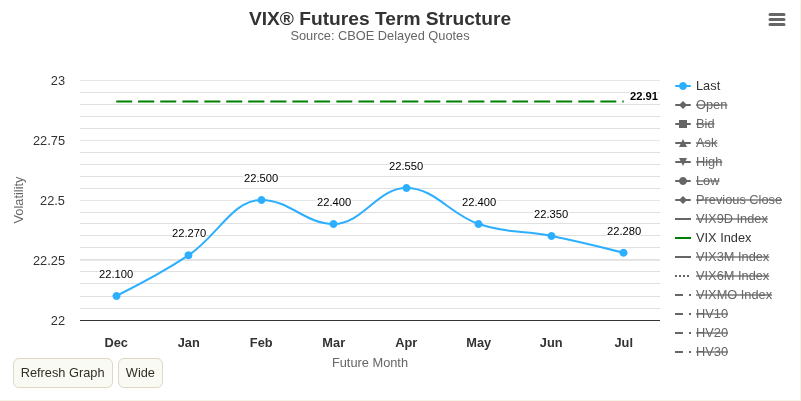 VIX® Futures Term Structure
Source: CBOE Delayed Quotes
Volatility
23
22.75
22.5
22.25
22
22.91
22.100
22.270
22.500
22.400
22.550
22.400
22.350
22.280
Dec Jan Feb Mar Apr May Jun Jul
Future Month
Last
Open
Bid
Ask
High
Low
Previous Close
VIX9D Index
VIX Index
VIX3M Index
VIX6M Index
VIXMO Index
HV10
HV20
HV30
Refresh Graph Wide